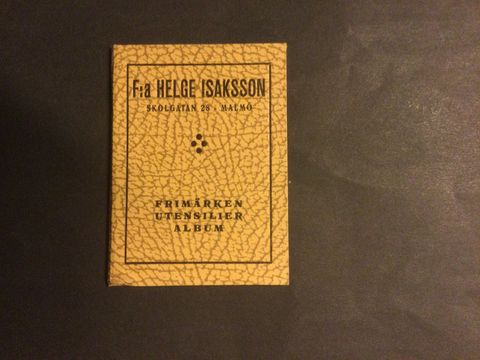 F:a HELGE ISAKSSON
SKOLGATAN 28 - MALMÖ
FRIMÄRKEN
UTENSILIER
ALBUM